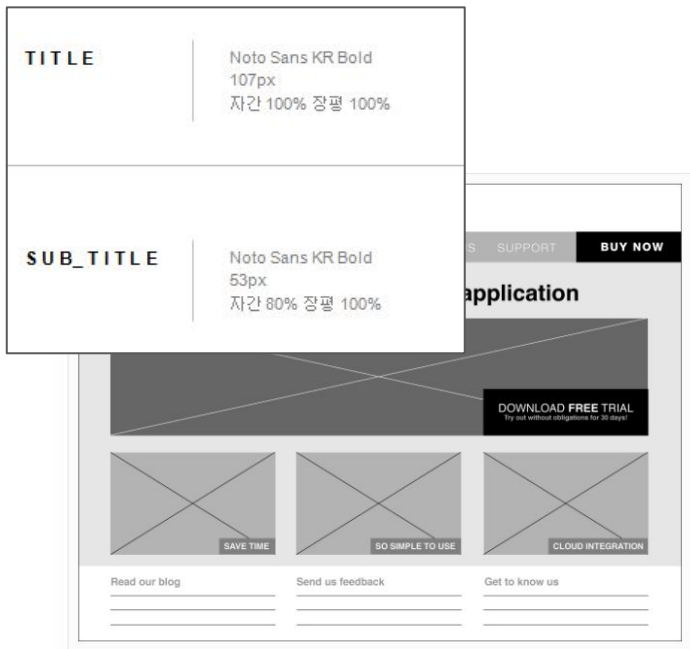 TITLE
Noto Sans KR Bold
107px
자간 100% 장평 100%
SUB_TITLE
Noto Sans KR Bold
53px
자간 80% 장평 100%
SUPPORT
BUY NOW
application
DOWNLOAD FREE TRIAL
Try out without obligations for 30 days!
SAVE TIME
SO SIMPLE TO USE
CLOUD INTEGRATION
Read our blog
Send us feedback
Get to know us